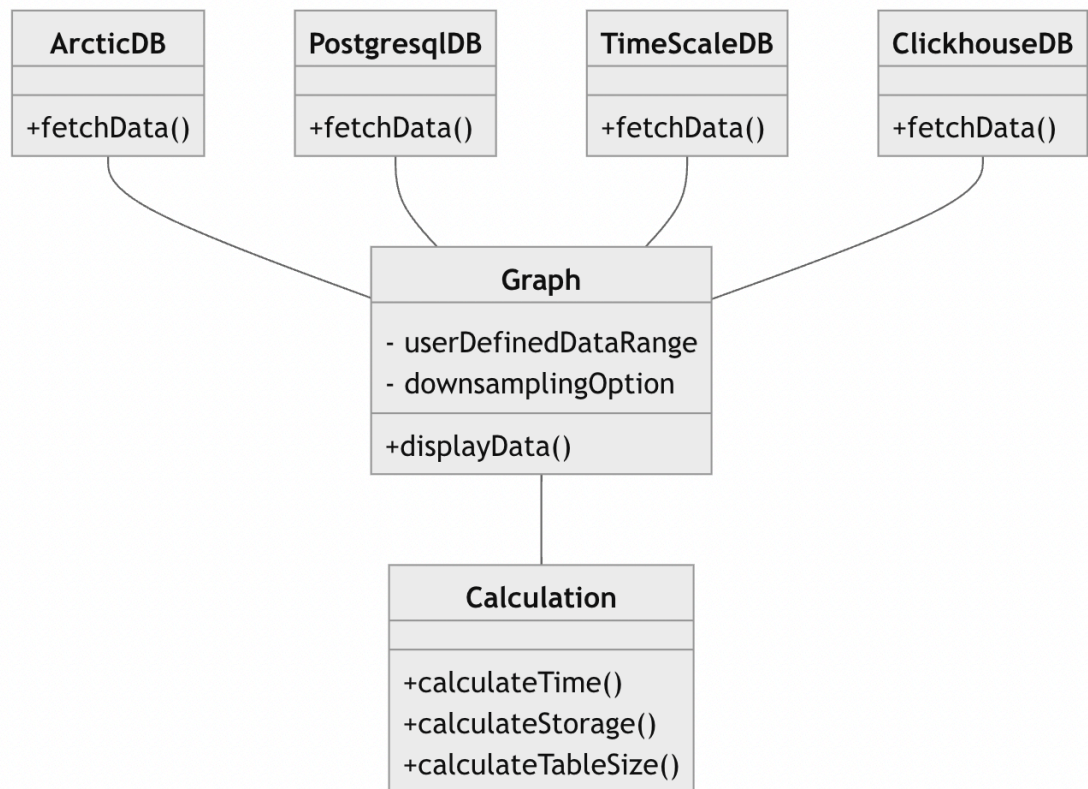 ArcticDB
+fetchData()
PostgresqlDB
+fetchData()
TimeScaleDB
+fetchData()
ClickhouseDB
+fetchData()
Graph
- userDefinedDataRange
- downsamplingOption
+displayData()
Calculation
+calculateTime()
+calculateStorage()
+calculateTableSize()